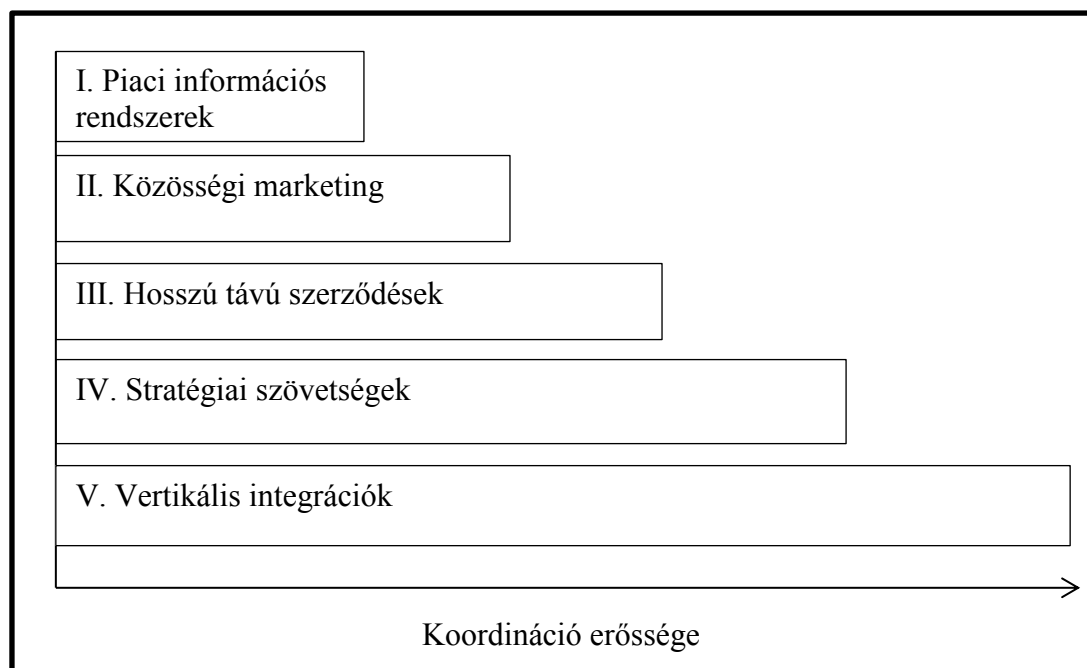 I. Piaci információs
rendszerek
II. Közösségi marketing
III. Hosszú távú szerződések
IV. Stratégiai szövetségek
V. Vertikális integrációk
Koordináció erőssége